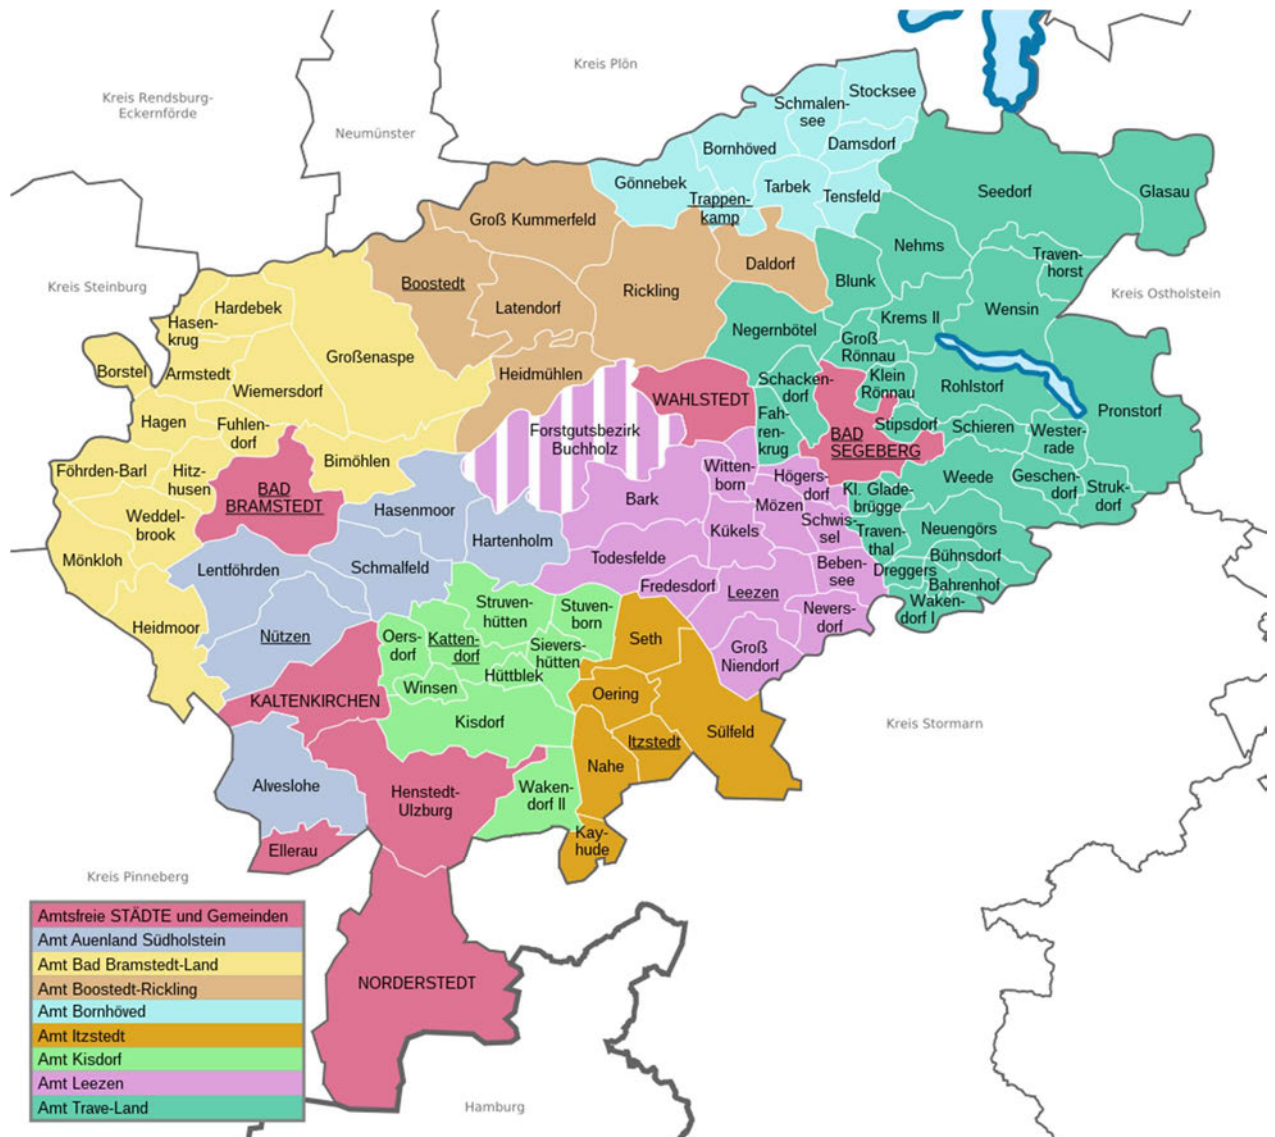 Kreis Plön
Kreis Rendsburg-
Eckernförde
Neumünster
Stocksee
Schmalen-
see
Bornhöved
Damsdorf
Gönnebek
Tarbek
Tensfeld
Trappen-
kamp
Seedorf
Glasau
Groß Kummerfeld
Nehms
Traven-
horst
Daldorf
Boostedt
Rickling
Blunk
Kreis Steinburg
Kreis Ostholstein
Latendorf
Hardebek
Hasen-
krug
Wensin
Krems II
Negernbötel
Groß
Rönnau
Großenaspe
Borstel
Armstedt
Heidmühlen
Wiemersdorf
Schacken-
dorf
Klein
Rönnau
Rohlstorf
WAHLSTEDT
Pronstorf
Hagen
Fuhlen-
dorf
Fah-
ren-
krug
Stipsdorf
Schieren
Wester-
rade
Forstgutsbezirk
Buchholz
BAD
SEGEBERG
Bimöhlen
Föhrden-Barl
Hitz-
husen
Witten-
born
Högers-
dorf
Weede
Geschen-
dorf
Struk-
dorf
BAD
BRAMSTEDT
Bark
Mözen
Kl. Glade-
brügge
Hasenmoor
Weddel-
brook
Kükels
Schwis-
sel
Traven-
thal
Neuengörs
Hartenholm
Mönkloh
Lentföhrden
Schmalfeld
Todesfelde
Beben-
see
Dreggers
Bühnsdorf
Bahrenhof
Fredesdorf
Leezen
Waken-
dorf I
Struven-
hütten
Stuven-
born
Nevers-
dorf
Heidmoor
Nützen
Oers-
dorf
Katten-
dorf
Sievers-
hütten
Seth
Groß
Niendorf
Hüttblek
Winsen
Oering
KALTENKIRCHEN
Kisdorf
Itzstedt
Sülfeld
Kreis Stormarn
Nahe
Alveslohe
Henstedt-
Ulzburg
Waken-
dorf II
Kay-
hude
Ellerau
Kreis Pinneberg
Amtsfreie STÄDTE und Gemeinden
Amt Auenland Südholstein
Amt Bad Bramstedt-Land
Amt Boostedt-Rickling
Amt Bornhöved
Amt Itzstedt
Amt Kisdorf
Amt Leezen
Amt Trave-Land
NORDERSTEDT
Hamburg